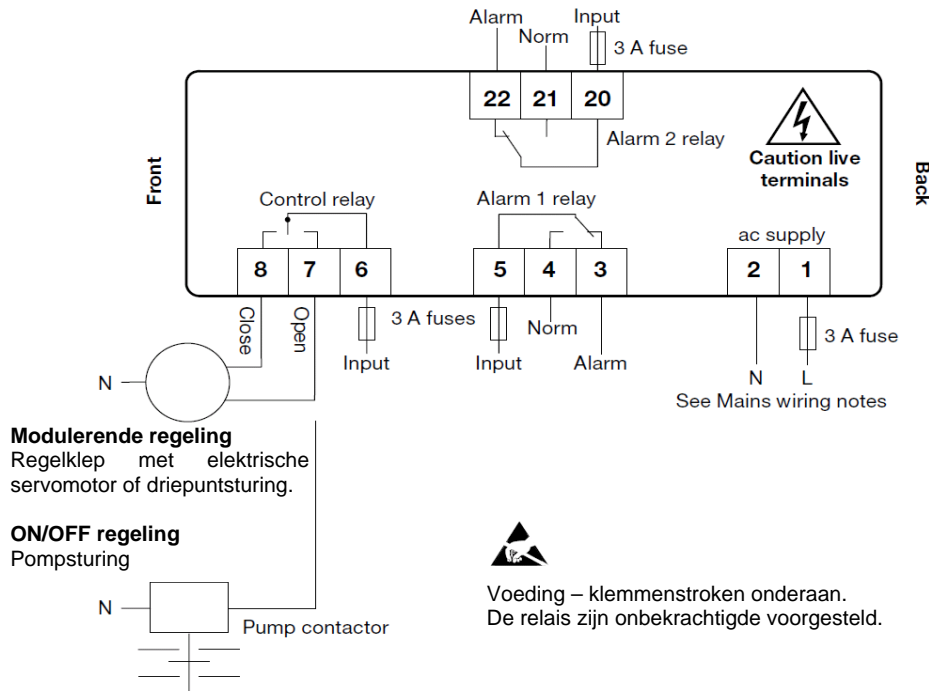 Alarm
Input
Norm
3 A fuse
22 21 20
Alarm 2 relay
Caution live
terminals
Front
Back
Control relay
Alarm 1 relay
ac supply
8 7 6
5 4 3
2 1
Close
Open
3 A fuses
Input
Input
Norm
Alarm
3 A fuse
N
L
See Mains wiring notes
N
Modulerende regeling
Regelklep met elektrische
servomotor of driepuntsturing.
ON/OFF regeling
Pompsturing
N
Pump contactor
Voeding – klemmenstroken onderaan.
De relais zijn onbekrachtigde voorgesteld.